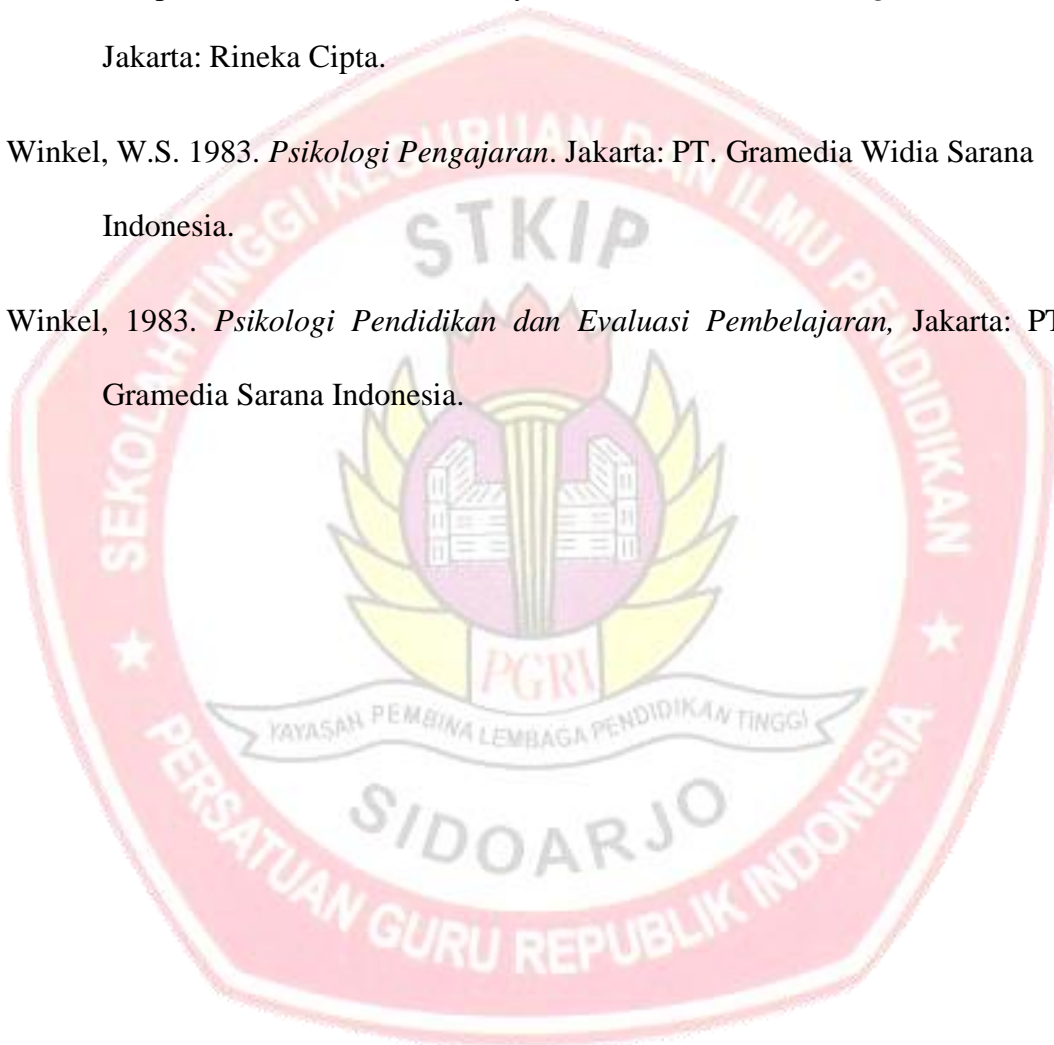 Jakarta: Rineka Cipta.
Winkel, W.S. 1983. Psikologi Pengajaran. Jakarta: PT. Gramedia Widia Sarana
Indonesia.
Winkel, 1983. Psikologi Pendidikan dan Evaluasi Pembelajaran, Jakarta: PT
Gramedia Sarana Indonesia.
SEKOLAH TINGGI KEGURUAN DAN ILMU PENDIDIKAN
STKIP
PGRI
YAYASAN PEMBINA LEMBAGA PENDIDIKAN TINGGI
SIDOARJO
PERSATUAN GURU REPUBLIK INDONESIA